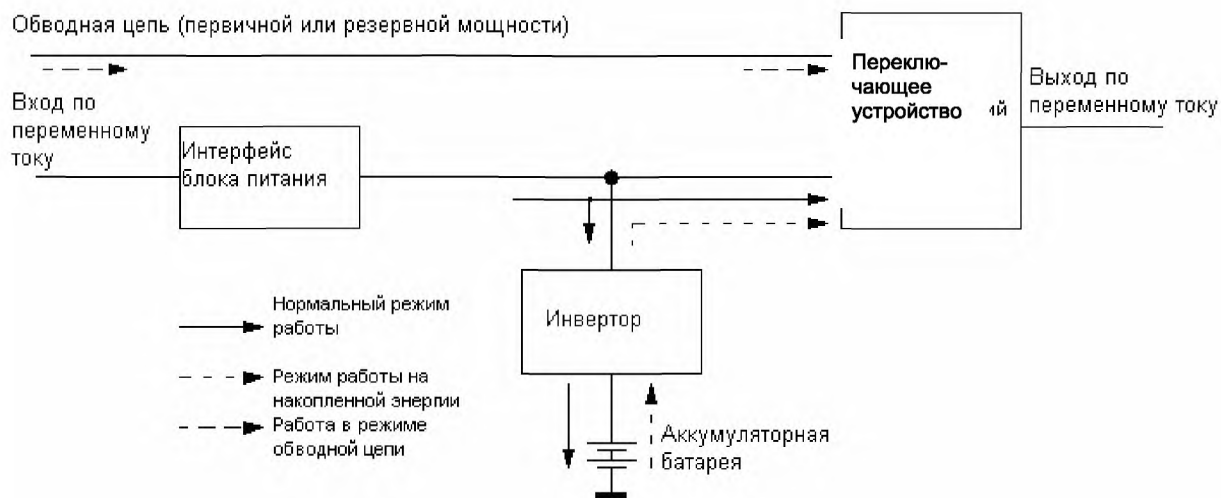 Обводная цепь (первичной или резервной мощности)
Вход по
переменному
току
Интерфейс
блока питания
Переклю-
чающее
устройство
Выход по
переменному току
Инвертор
Аккумуляторная
батарея
Нормальный режим
работы
Режим работы на
накопленной энергии
Работа в режиме
обводной цепи